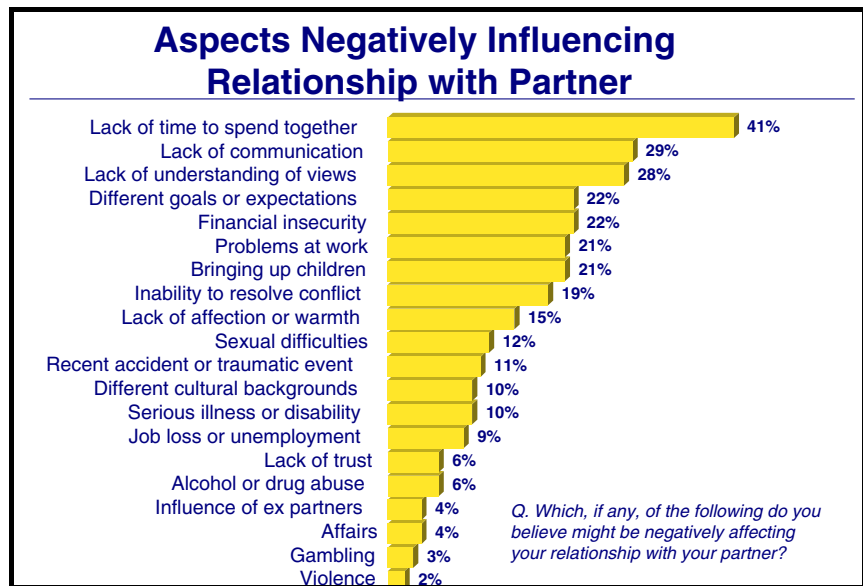 Aspects Negatively Influencing
Relationship with Partner
Lack of time to spend together 41%
Lack of communication 29%
Lack of understanding of views 28%
Different goals or expectations 22%
Financial insecurity 22%
Problems at work 21%
Bringing up children 21%
Inability to resolve conflict 19%
Lack of affection or warmth 15%
Sexual difficulties 12%
Recent accident or traumatic event 11%
Different cultural backgrounds 10%
Serious illness or disability 10%
Job loss or unemployment 9%
Lack of trust 6%
Alcohol or drug abuse 6%
Influence of ex partners 4%
Affairs 4%
Gambling 3%
Violence 2%
Q. Which, if any, of the following do you
believe might be negatively affecting
your relationship with your partner?